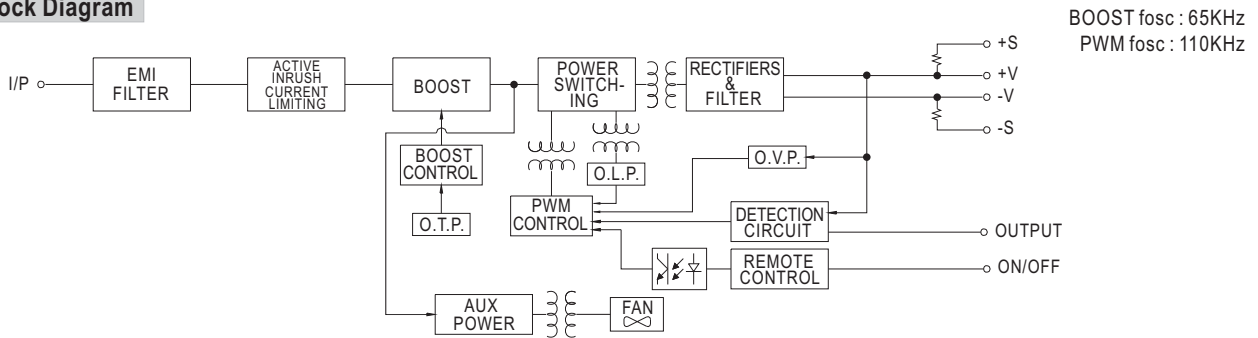 ock Diagram
BOOST fosc : 65KHz
PWM fosc : 110KHz
I/P
EMI
FILTER
ACTIVE
INRUSH
CURRENT
LIMITING
BOOST
POWER
SWITCH-
ING
RECTIFIERS
&
FILTER
+S
+V
-V
-S
BOOST
CONTROL
O.T.P.
O.L.P.
O.V.P.
PWM
CONTROL
DETECTION
CIRCUIT
OUTPUT
REMOTE
CONTROL
ON/OFF
AUX
POWER
FAN